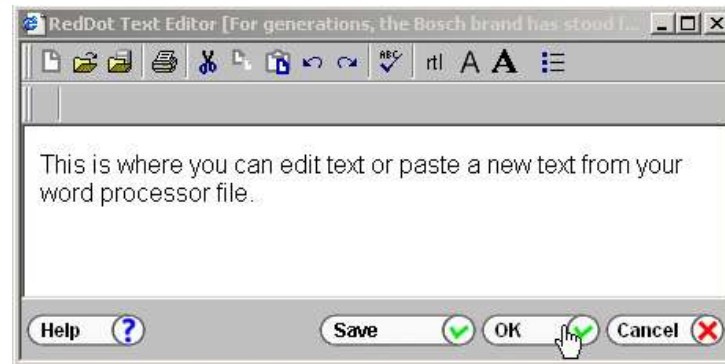 RedDot Text Editor [For generations, the Bosch brand has stood f...
ABC rtl A A
This is where you can edit text or paste a new text from your
word processor file.
Help ? Save OK Cancel